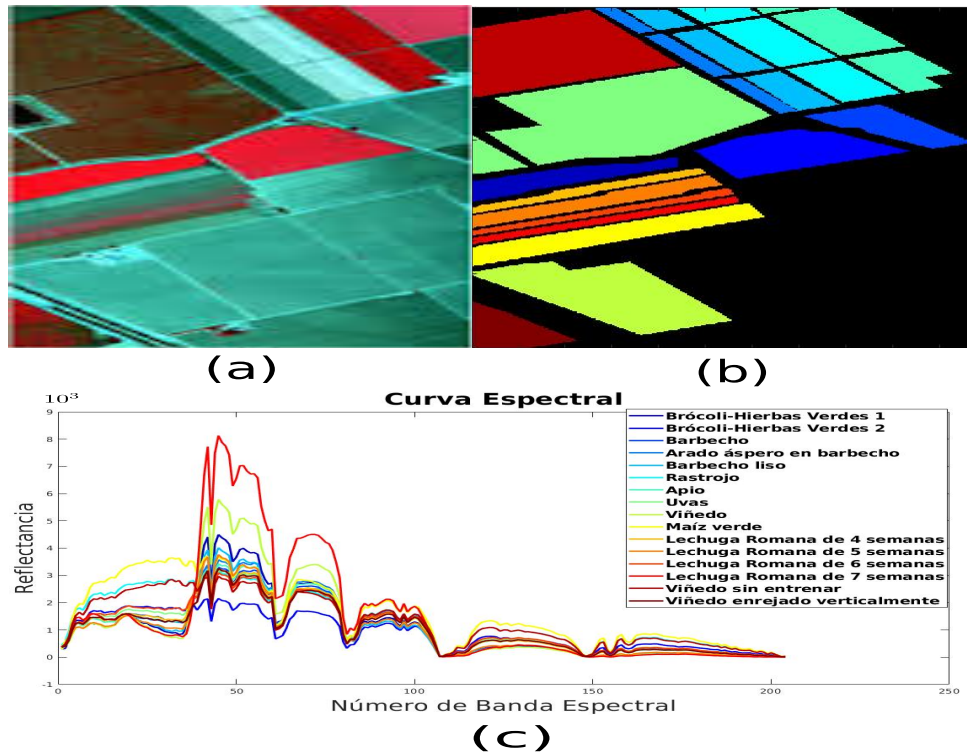 (a)
(b)
10³
Curva Espectral
9
8
7
6
5
4
3
2
1
0
-1
Reflectancia
Brócoli-Hierbas Verdes 1
Brócoli-Hierbas Verdes 2
Barbecho
Arado áspero en barbecho
Barbecho liso
Rastrojo
Apio
Uvas
Viñedo
Maíz verde
Lechuga Romana de 4 semanas
Lechuga Romana de 5 semanas
Lechuga Romana de 6 semanas
Lechuga Romana de 7 semanas
Viñedo sin entrenar
Viñedo enrejado verticalmente
0 50 100 150 200 250
Número de Banda Espectral
(c)